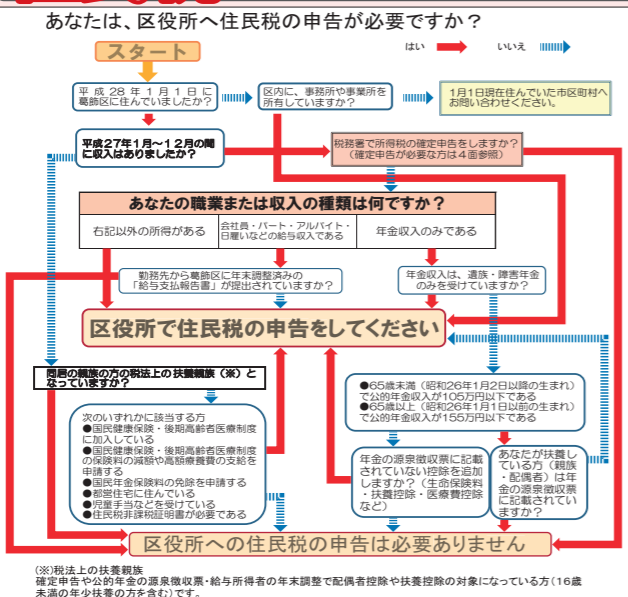 あなたは、区役所へ住民税の申告が必要ですか？
スタート
はい
いいえ
平成28年1月1日に
葛飾区に住んでいましたか？
区内に、事務所や事業所を
所有していますか？
1月1日現在住んでいた市区町村へ
お問い合わせください。
平成27年1月～12月の間
に収入はありましたか？
税務署で所得税の確定申告をしますか？
（確定申告が必要な方は４面参照）
あなたの職業または収入の種類は何ですか？
右記以外の所得がある
会社員・パート・アルバイト・
日雇いなどの給与収入である
年金収入のみである
勤務先から葛飾区に年末調整済みの
「給与支払報告書」が提出されていますか？
年金収入は、遺族・障害年金
のみを受けていますか？
区役所で住民税の申告をしてください
同居の親族の方の税法上の扶養親族（※）と
なっていますか？
●65歳未満（昭和26年1月2日以降の生まれ）
で公的年金収入が105万円以下である
●65歳以上（昭和26年1月1日以前の生まれ）
で公的年金収入が155万円以下である
次のいずれかに該当する方
●国民健康保険・後期高齢者医療制度
に加入している
●国民健康保険・後期高齢者医療制度
の保険料の減額や高額療養費の支給を
申請する
●国民年金保険料の免除を申請する
●都営住宅に住んでいる
●児童手当などを受けている
●住民税非課税証明書が必要である
年金の源泉徴収票に記載
されていない控除を追加
しますか？（生命保険料
・扶養控除・医療費控除
など）
あなたが扶養
している方（親族
・配偶者）は年
金の源泉徴収票
に記載されてい
ますか？
区役所への住民税の申告は必要ありません
（※）税法上の扶養親族
確定申告や公的年金の源泉徴収票・給与所得者の年末調整で配偶者控除や扶養控除の対象になっている方（16歳
未満の年少扶養の方を含む）です。